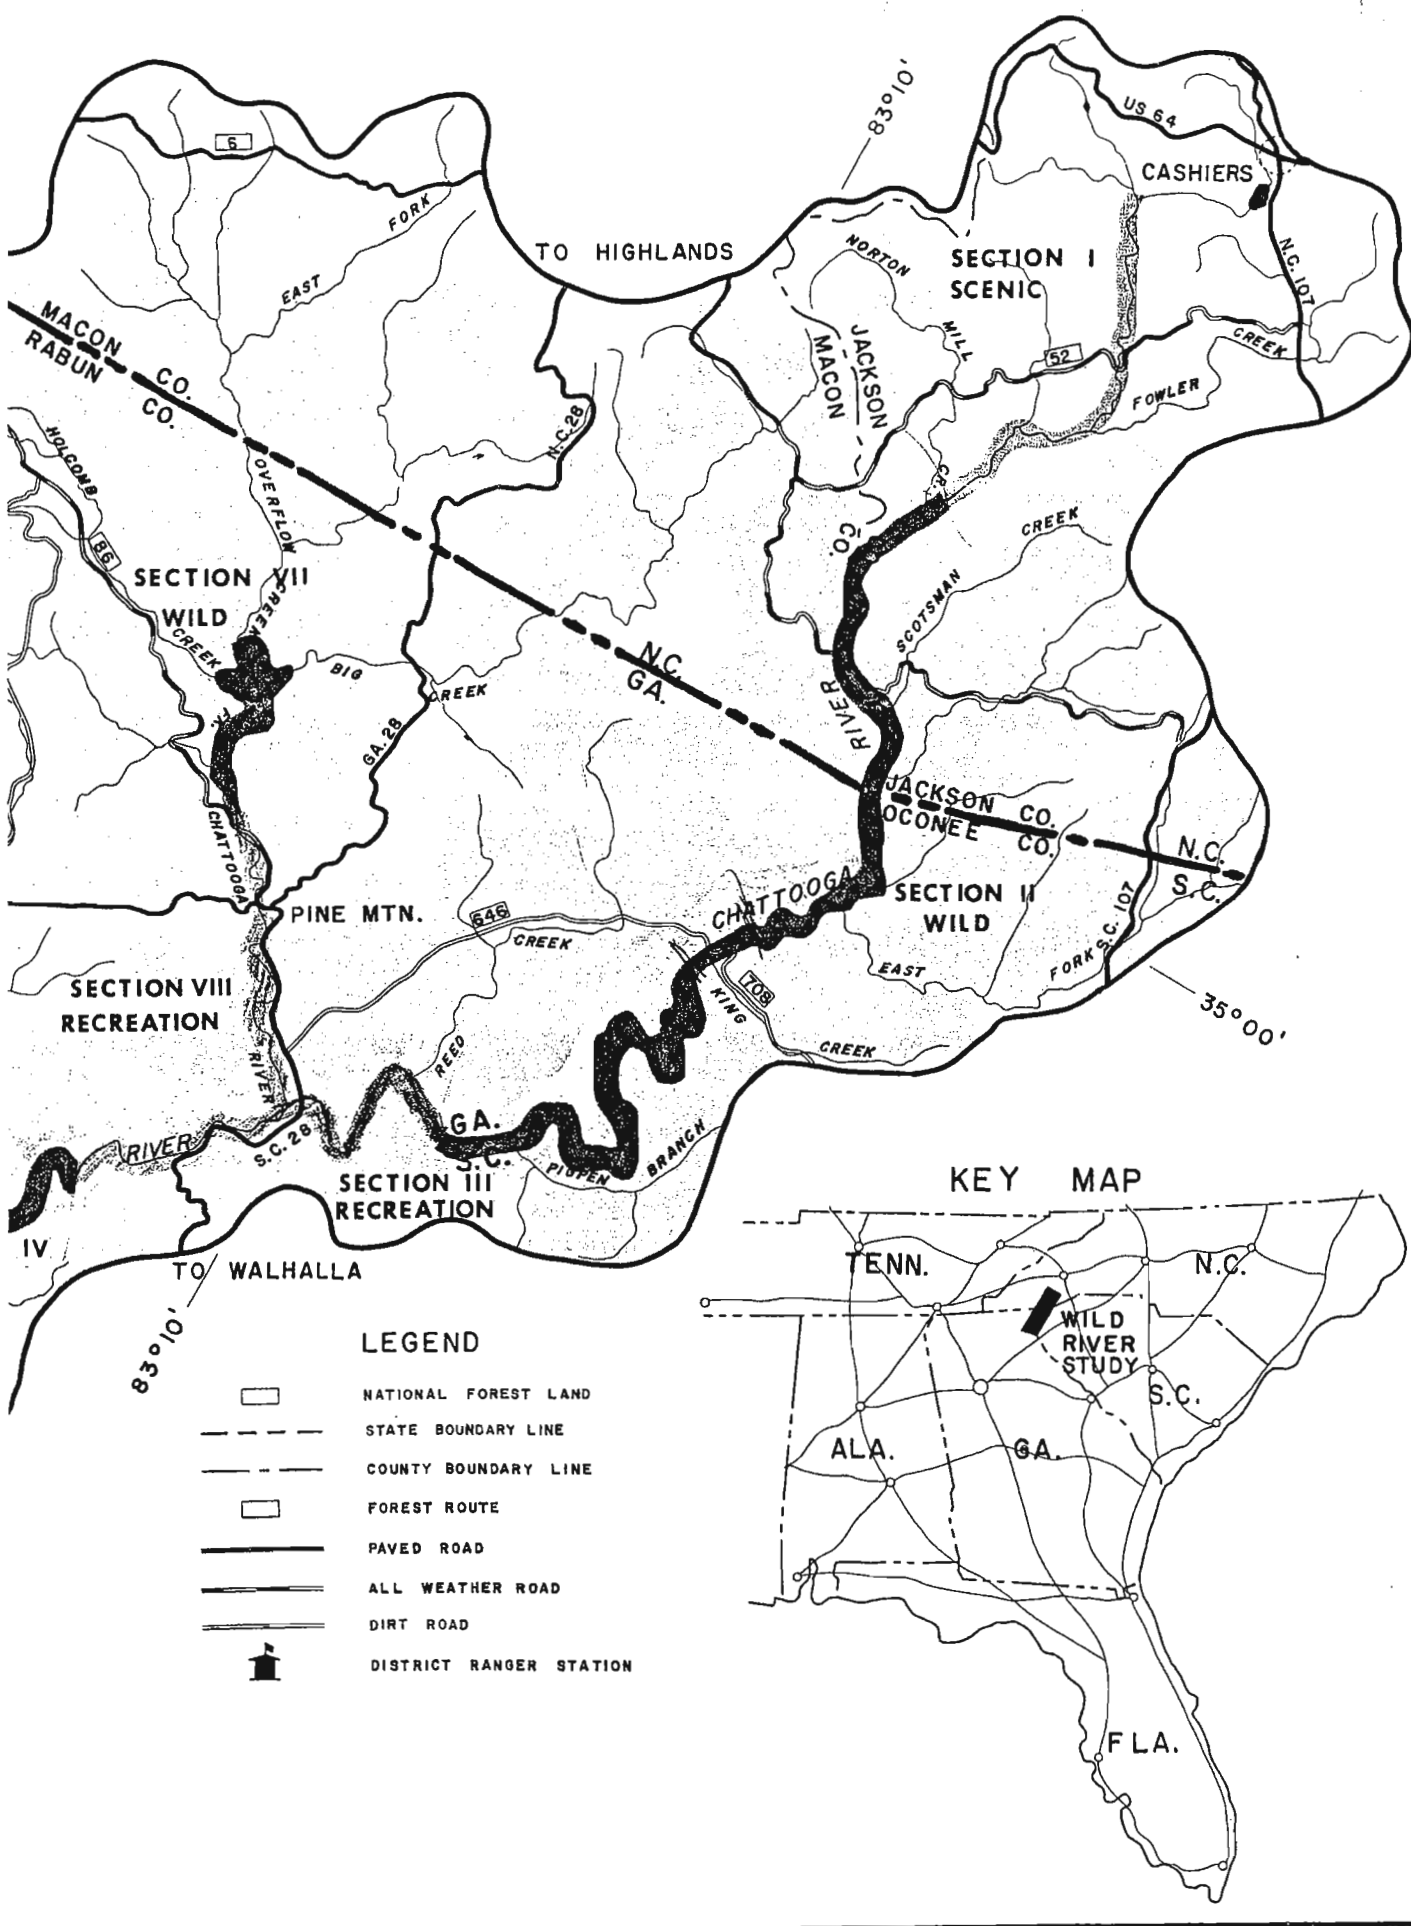 83°10'
US 64
CASHIERS
6
FORK
EAST
TO HIGHLANDS
NORTON
MILL
CR.
SECTION I
SCENIC
N.C. 107
CREEK
FOWLER
52
MACON
RABUN
CO.
CO.
JACKSON
MACON
CO.
HOLCOMB
N.C. 28
OVERFLOW
CREEK
86
SECTION VII
WILD
CREEK
FK.
BIG
CREEK
GA. 28
N.C.
GA.
CREEK
SCOTSMAN
RIVER
JACKSON CO.
OCONEE CO.
N.C.
S.C.
CHATTOOGA
PINE MTN.
646
CREEK
REED
CHATTOOGA
SECTION II
WILD
S.C. 107
EAST
FORK
708
KING
CREEK
35°00'
SECTION VIII
RECREATION
RIVER
RIVER
S.C. 28
GA.
S.C.
PIGPEN
BRANCH
SECTION III
RECREATION
IV
TO WALHALLA
83°10'
KEY MAP
TENN.
N.C.
WILD
RIVER
STUDY
S.C.
ALA.
GA.
FLA.
LEGEND
NATIONAL FOREST LAND
STATE BOUNDARY LINE
COUNTY BOUNDARY LINE
FOREST ROUTE
PAVED ROAD
ALL WEATHER ROAD
DIRT ROAD
DISTRICT RANGER STATION